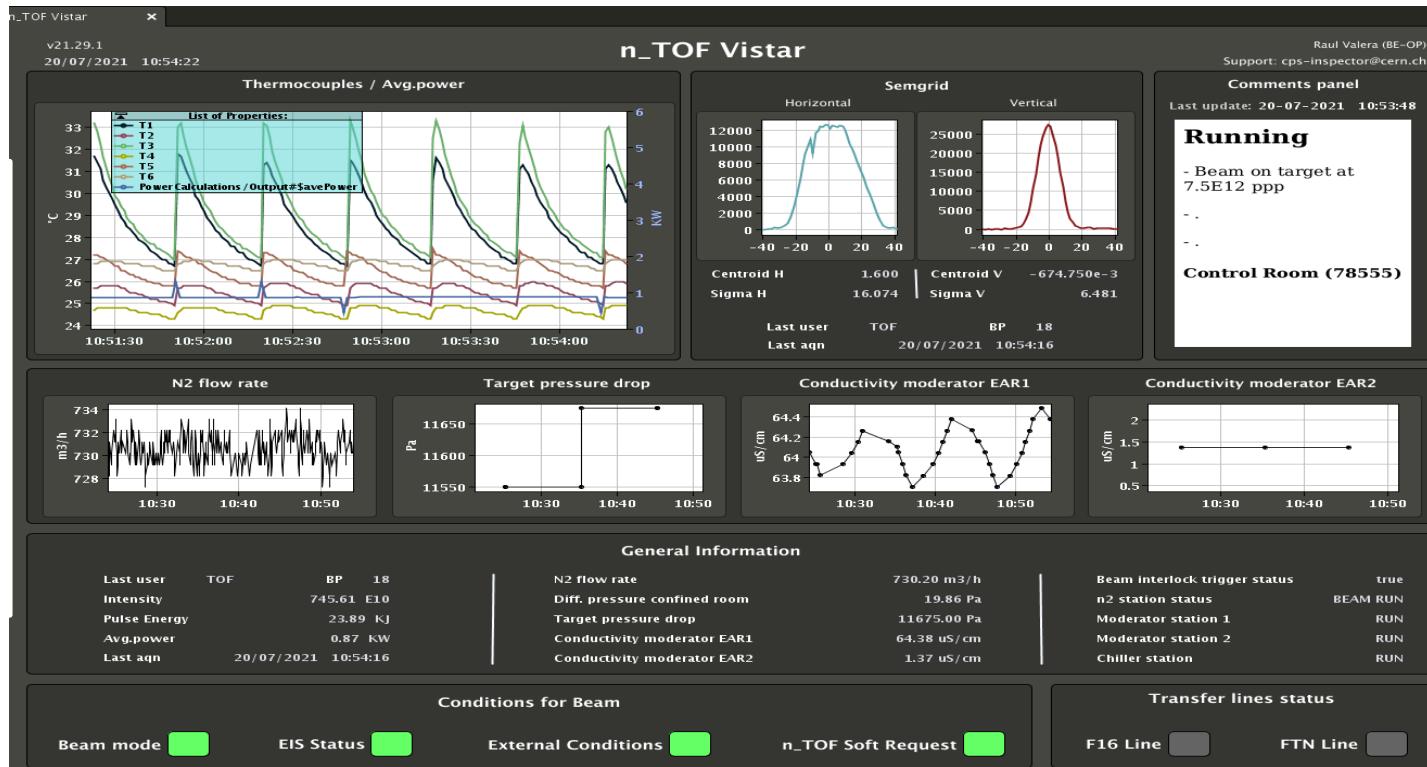 n_TOF Vistar ×
v21.29.1
20/07/2021 10:54:22
n_TOF Vistar
Raul Valera (BE-OP)
Support: cps-inspector@cern.ch
Thermocouples / Avg.power
List of Properties:
T1
T2
T3
T4
T5
T6
PowerCalculations/Output#$avePower
°C
33
32
31
30
29
28
27
26
25
24
6
5
4
3
2
1
0
KW
10:51:30 10:52:00 10:52:30 10:53:00 10:53:30 10:54:00
Semgrid
Horizontal
12000
10000
8000
6000
4000
2000
0
-40 -20 0 20 40
Vertical
25000
20000
15000
10000
5000
0
-40 -20 0 20 40
Centroid H 1.600 Centroid V -674.750e-3
Sigma H 16.074 Sigma V 6.481
Last user TOF BP 18
Last aqn 20/07/2021 10:54:16
Comments panel
Last update: 20-07-2021 10:53:48
Running
- Beam on target at
7.5E12 ppp
- .
- .
Control Room (78555)
N2 flow rate
m3/h
734
732
730
728
10:30 10:40 10:50
Target pressure drop
Pa
11650
11600
11550
10:30 10:40 10:50
Conductivity moderator EAR1
uS/cm
64.4
64.2
64
63.8
10:30 10:40 10:50
Conductivity moderator EAR2
uS/cm
2
1.5
1
0.5
10:30 10:40 10:50
General Information
Last user TOF BP 18
Intensity 745.61 E10
Pulse Energy 23.89 KJ
Avg.power 0.87 KW
Last aqn 20/07/2021 10:54:16
N2 flow rate 730.20 m3/h
Diff. pressure confined room 19.86 Pa
Target pressure drop 11675.00 Pa
Conductivity moderator EAR1 64.38 uS/cm
Conductivity moderator EAR2 1.37 uS/cm
Beam interlock trigger status true
n2 station status BEAM RUN
Moderator station 1 RUN
Moderator station 2 RUN
Chiller station RUN
Conditions for Beam
Beam mode EIS Status External Conditions n_TOF Soft Request
Transfer lines status
F16 Line FTN Line